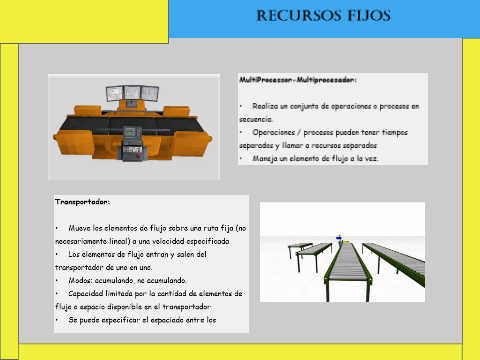 RECURSOS FIJOS
MultiProcessor-Multiprocesador:
• Realiza un conjunto de operaciones o procesos en
secuencia.
• Operaciones / procesos pueden tener tiempos
separados y llamar a recursos separados
• Maneja un elemento de flujo a la vez.
Transportador:
• Mueve los elementos de flujo sobre una ruta fija (no
necesariamente lineal) a una velocidad especificada
• Los elementos de flujo entran y salen del
transportador de uno en uno.
• Modos: acumulando, no acumulando.
• Capacidad limitada por la cantidad de elementos de
flujo o espacio disponible en el transportador
• Se puede especificar el espaciado entre los